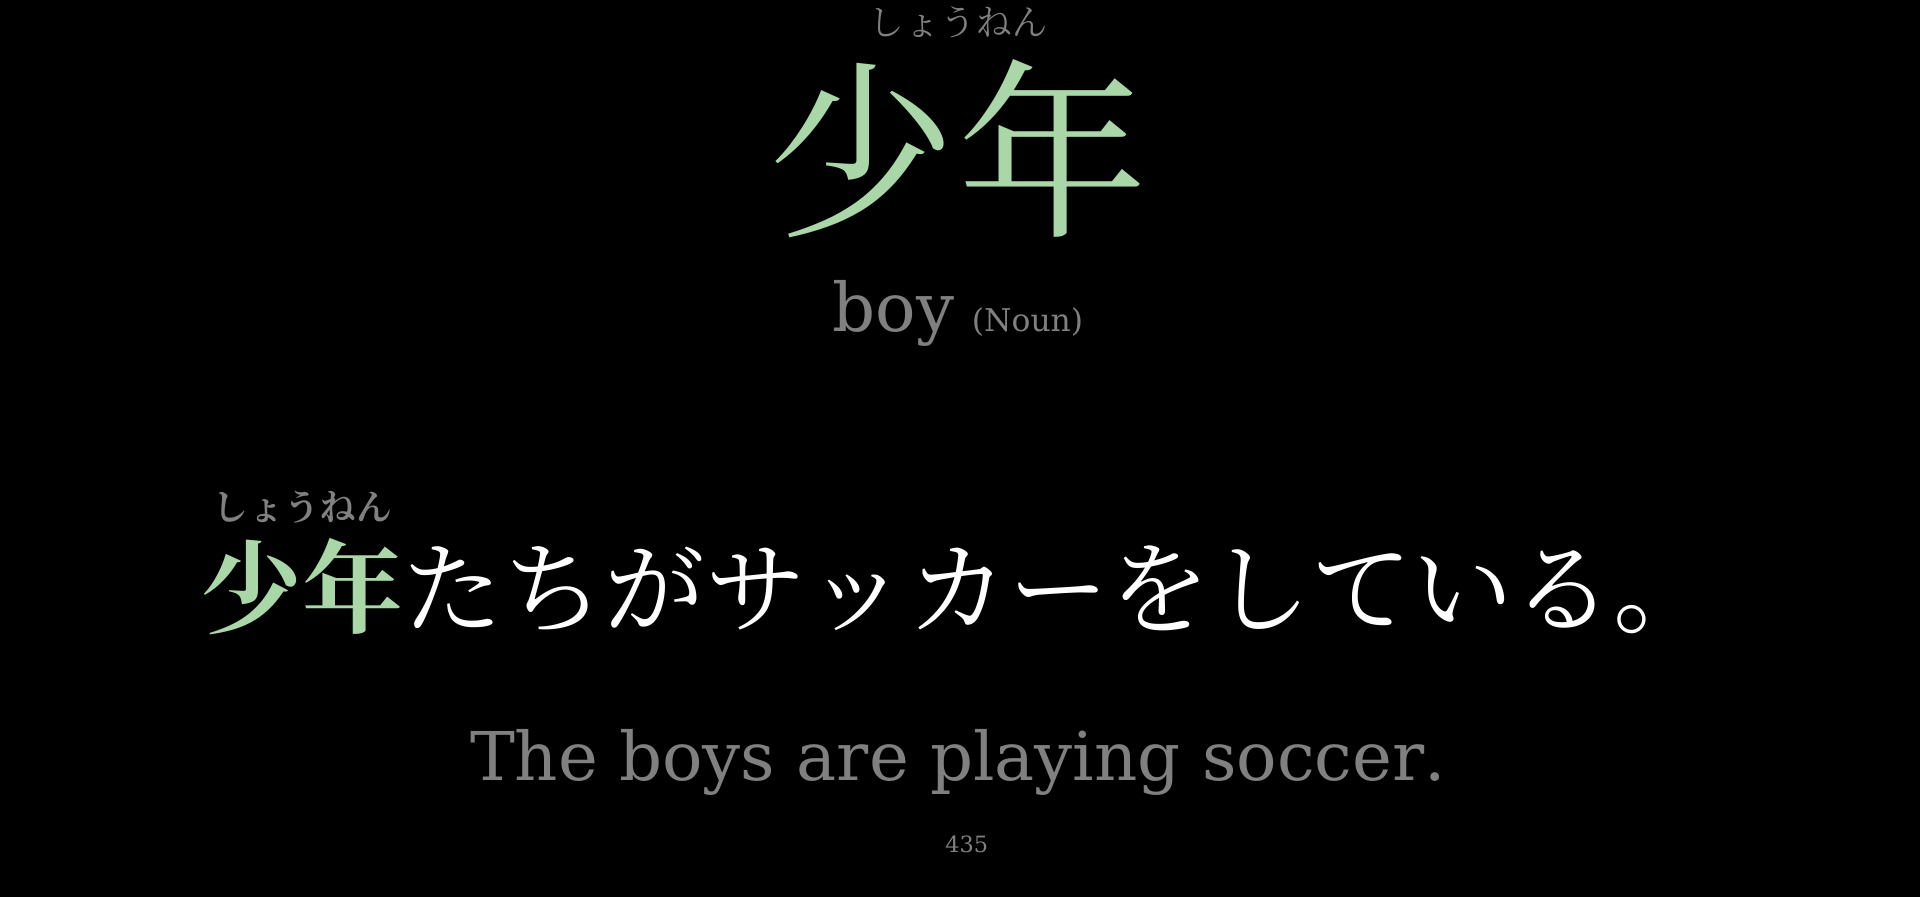 しょうねん
少年
boy (Noun)
しょうねん
少年たちがサッカーをしている。
The boys are playing soccer.
435